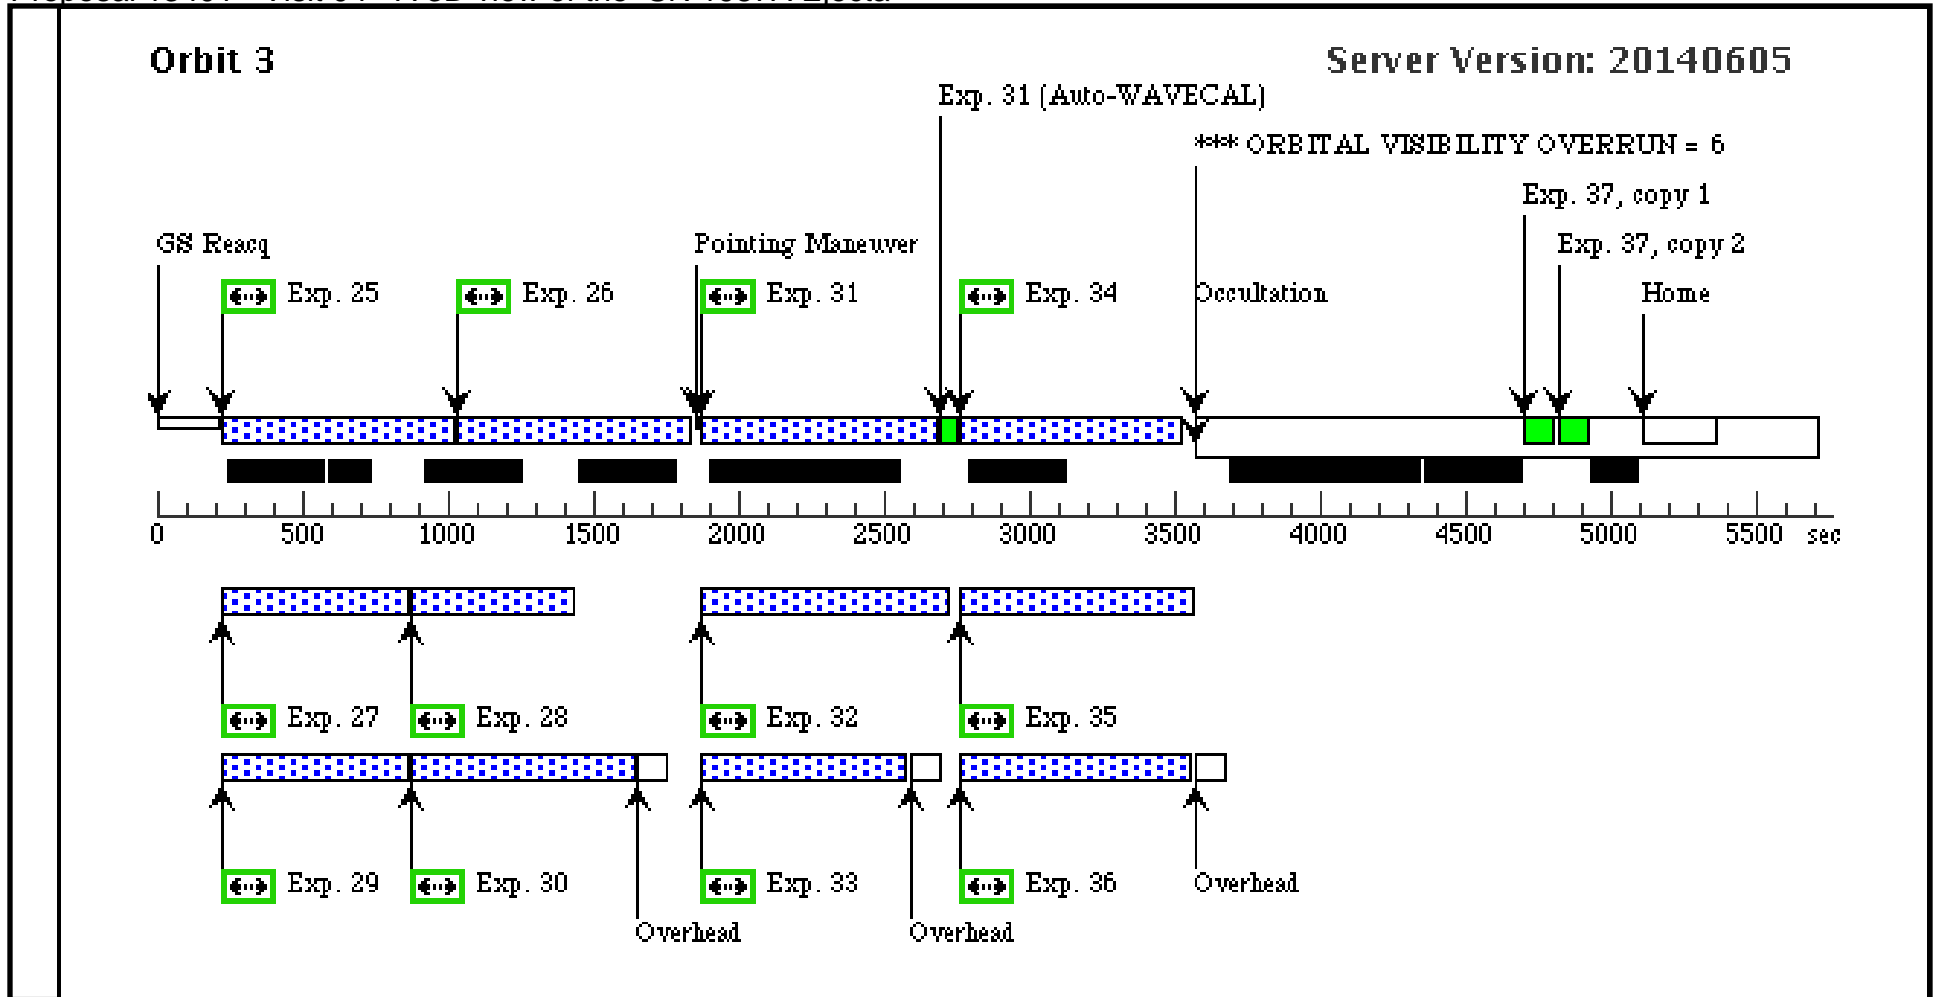 Orbit 3
Server Version: 20140605
Exp. 31 (Auto-WAVECAL)
*** ORBITAL VISIBILITY OVERRUN = 6
Exp. 37, copy 1
GS Reacq
Pointing Maneuver
Exp. 37, copy 2
Exp. 25
Exp. 26
Exp. 31
Exp. 34
Occultation
Home
0 500 1000 1500 2000 2500 3000 3500 4000 4500 5000 5500 sec
Exp. 27
Exp. 28
Exp. 32
Exp. 35
Exp. 29
Exp. 30
Exp. 33
Exp. 36
Overhead
Overhead
Overhead